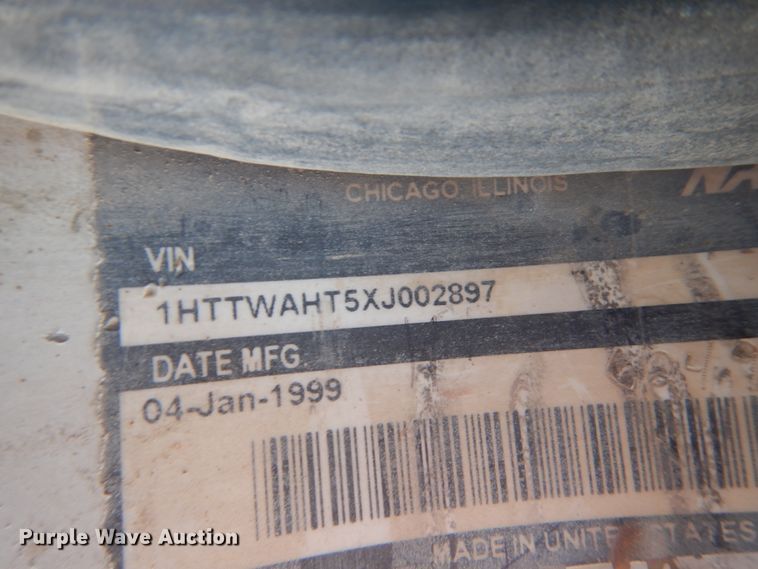 CHICAGO ILLINOIS
VIN
1HTTWAHT5XJ002897
DATE MFG.
04-Jan-1999
MADE IN UNITED STATES
Purple Wave Auction®